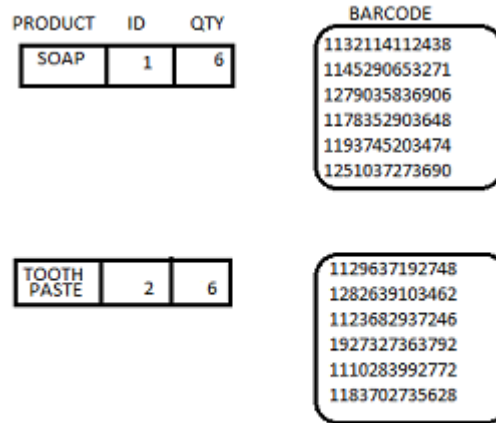 PRODUCT ID QTY
SOAP 1 6
BARCODE
1132114112438
1145290653271
1279035836906
1178352903648
1193745203474
1251037273690
TOOTH
PASTE 2 6
1129637192748
1282639103462
1123682937246
1927327363792
1110283992772
1183702735628